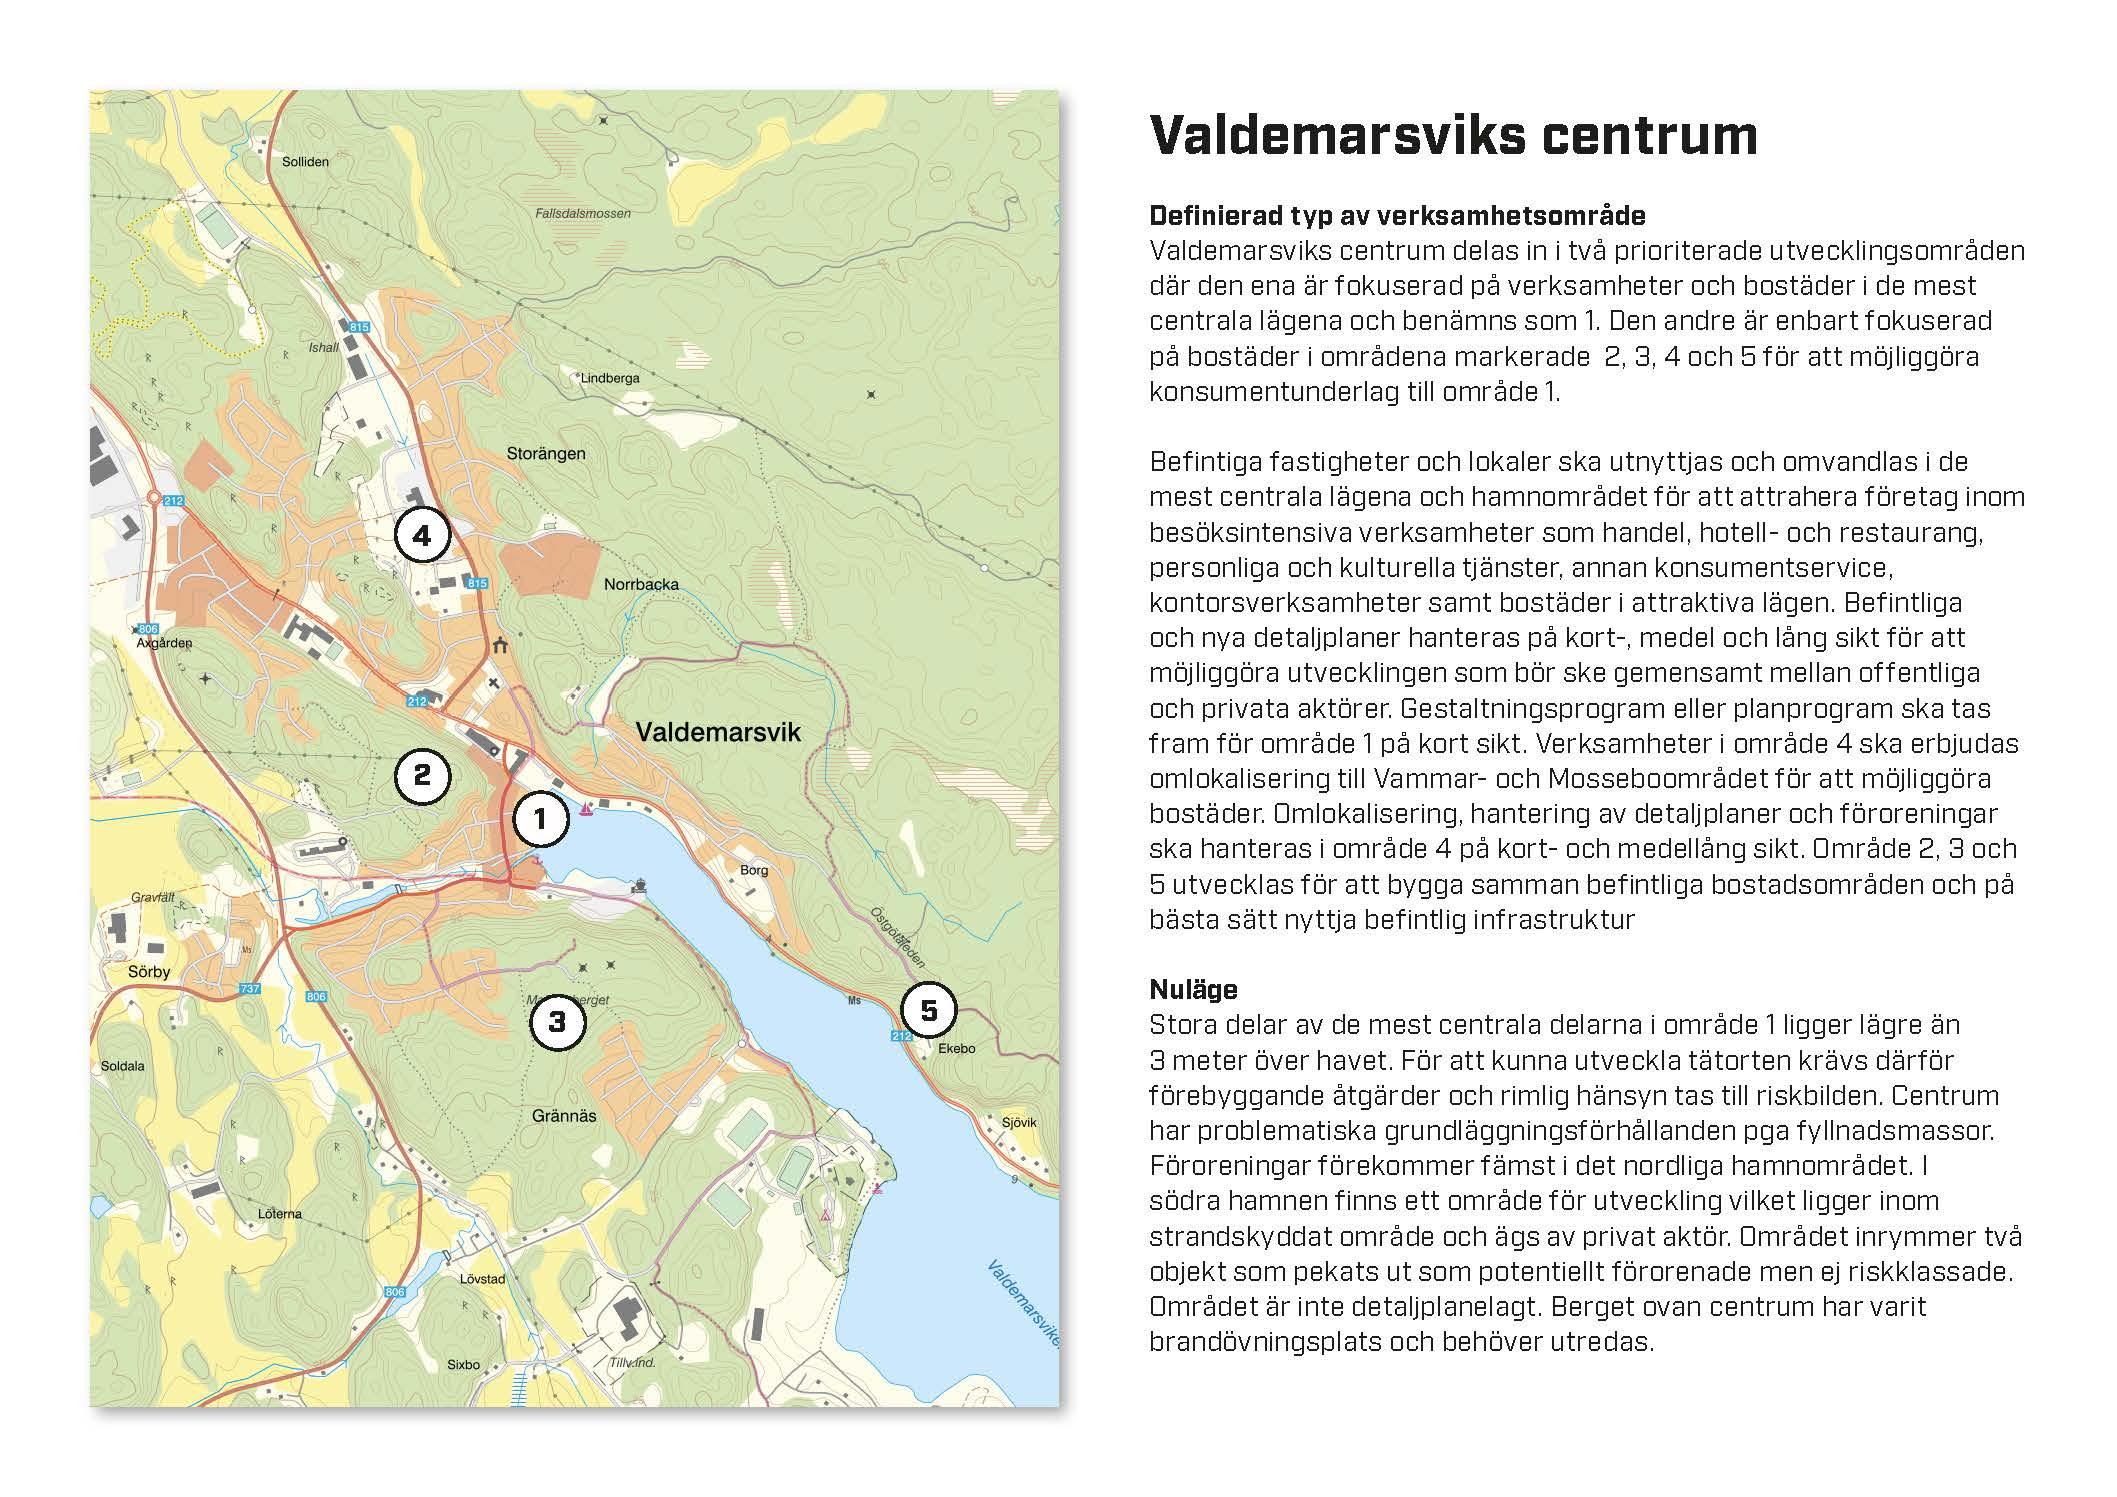 Valdemarsviks centrum
Definierad typ av verksamhetsområde
Valdemarsviks centrum delas in i två prioriterade utvecklingsområden
där den ena är fokuserad på verksamheter och bostäder i de mest
centrala lägena och benämns som 1. Den andre är enbart fokuserad
på bostäder i områdena markerade  2, 3, 4 och 5 för att möjliggöra
konsumentunderlag till område 1.
Befintiga fastigheter och lokaler ska utnyttjas och omvandlas i de
mest centrala lägena och hamnområdet för att attrahera företag inom
besöksintensiva verksamheter som handel, hotell- och restaurang,
personliga och kulturella tjänster, annan konsumentservice,
kontorsverksamheter samt bostäder i attraktiva lägen. Befintliga
och nya detaljplaner hanteras på kort-, medel och lång sikt för att
möjliggöra utvecklingen som bör ske gemensamt mellan offentliga
och privata aktörer. Gestaltningsprogram eller planprogram ska tas
fram för område 1 på kort sikt. Verksamheter i område 4 ska erbjudas
omlokalisering till Vammar- och Mosseboområdet för att möjliggöra
bostäder. Omlokalisering, hantering av detaljplaner och föroreningar
ska hanteras i område 4 på kort- och medellång sikt. Område 2, 3 och
5 utvecklas för att bygga samman befintliga bostadsområden och på
bästa sätt nyttja befintlig infrastruktur
Nuläge
Stora delar av de mest centrala delarna i område 1 ligger lägre än
3 meter över havet. För att kunna utveckla tätorten krävs därför
förebyggande åtgärder och rimlig hänsyn tas till riskbilden. Centrum
har problematiska grundläggningsförhållanden pga fyllnadsmassor.
Föroreningar förekommer fämst i det nordliga hamnområdet. I
södra hamnen finns ett område för utveckling vilket ligger inom
strandskyddat område och ägs av privat aktör. Området inrymmer två
objekt som pekats ut som potentiellt förorenade men ej riskklassade.
Området är inte detaljplanelagt. Berget ovan centrum har varit
brandövningsplats och behöver utredas.
Solliden
Fallsdalsmossen
815
Ishall
Lindberga
Storängen
212
4
815
Norrbacka
806
Axgården
212
Valdemarsvik
2
1
Borg
Gravfält
Östgötaleden
4
Ms
Sörby
737
806
Ms
5
212
3
Ekebo
Soldala
Grännäs
Sjövik
9
Löterna
Lövstad
806
Sixbo
Tillv.ind.